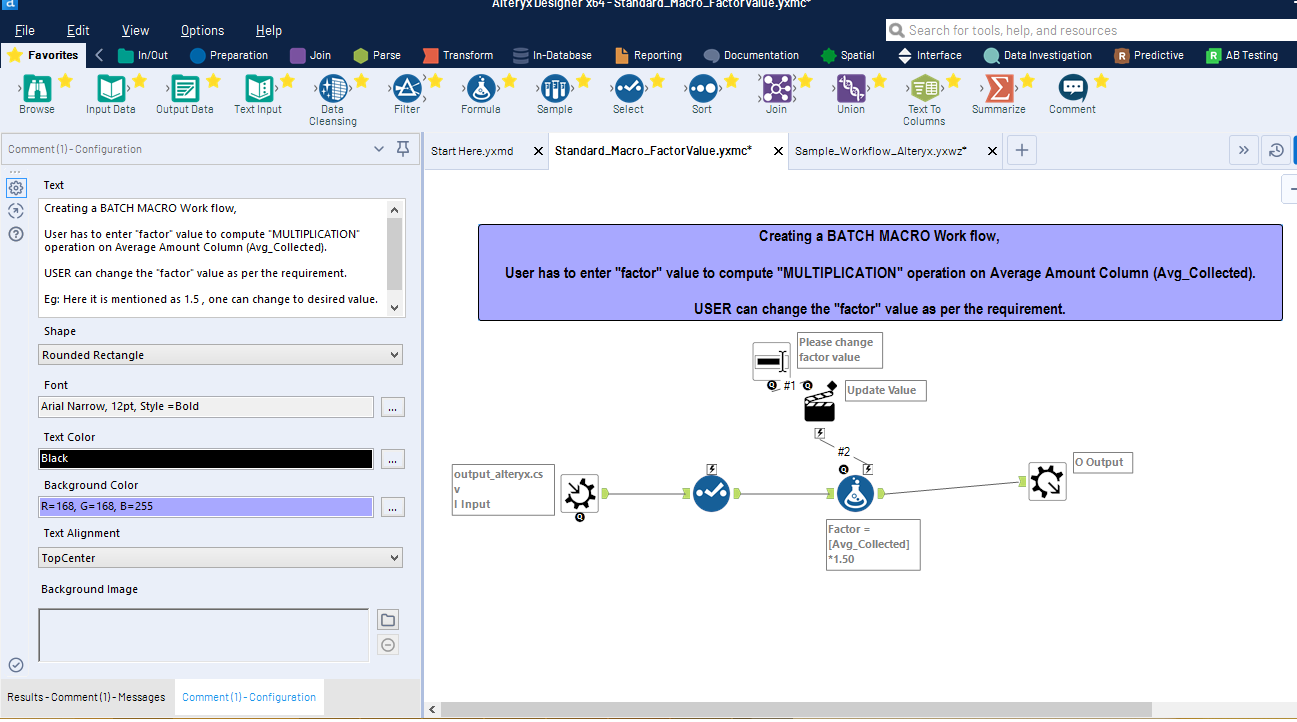 Alteryx Designer x64 - Standard_Macro_FactorValue.yxmc*
File Edit View Options Help
Search for tools, help, and resources
Favorites In/Out Preparation Join Parse Transform In-Database Reporting Documentation Spatial Interface Data Investigation Predictive AB Testing
Browse Input Data Output Data Text Input Data Cleansing Filter Formula Sample Select Sort Join Union Text To Columns Summarize Comment
Comment (1) - Configuration
Start Here.yxmd
Standard_Macro_FactorValue.yxmc*
Sample_Workflow_Alteryx.yxwz*
Text
Creating a BATCH MACRO Work flow,
User has to enter "factor" value to compute "MULTIPLICATION"
operation on Average Amount Column (Avg_Collected).
USER can change the "factor" value as per the requirement.
Eg: Here it is mentioned as 1.5 , one can change to desired value.
Shape
Rounded Rectangle
Font
Arial Narrow, 12pt, Style =Bold
...
Text Color
Black
...
Background Color
R=168, G=168, B=255
...
Text Alignment
TopCenter
Background Image
Results - Comment (1) - Messages
Comment (1) - Configuration
Creating a BATCH MACRO Work flow,
User has to enter "factor" value to compute "MULTIPLICATION" operation on Average Amount Column (Avg_Collected).
USER can change the "factor" value as per the requirement.
Please change
factor value
#1
Update Value
#2
output_alteryx.cs
v
I Input
Factor =
[Avg_Collected]
*1.50
O Output